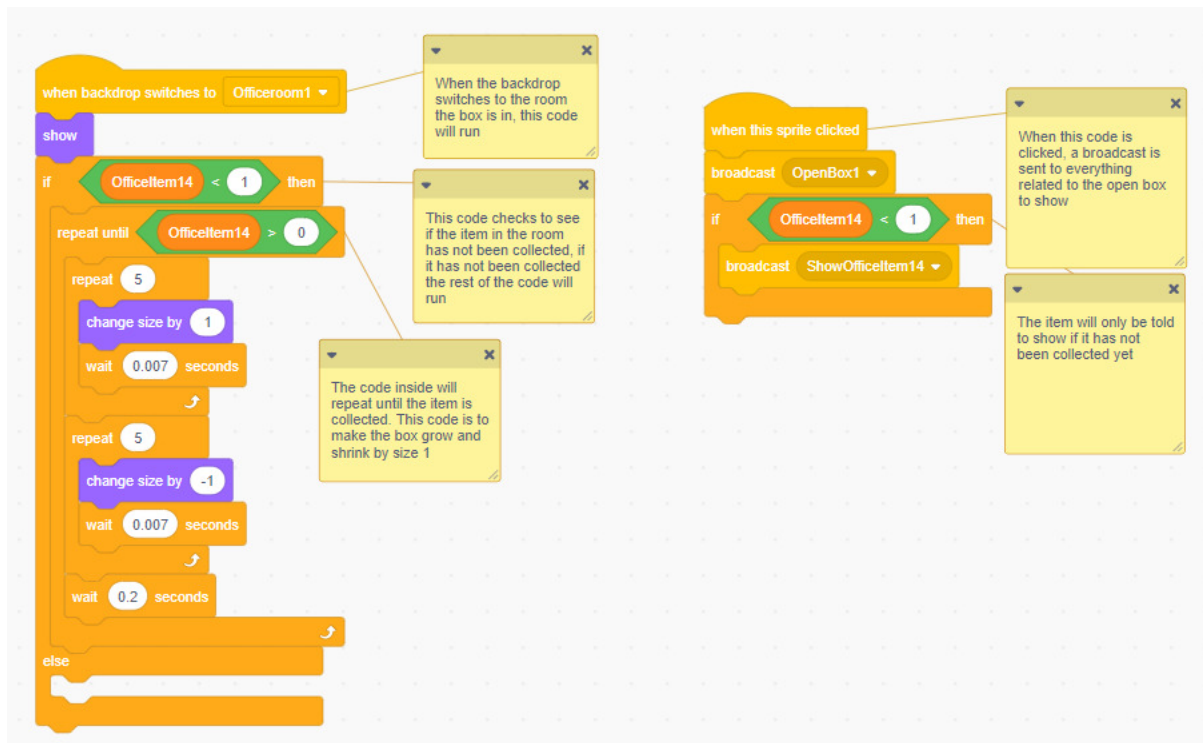 when backdrop switches to Officeroom1
show
if OfficeItem14 < 1 then
repeat until OfficeItem14 > 0
repeat 5
change size by 1
wait 0.007 seconds
repeat 5
change size by -1
wait 0.007 seconds
wait 0.2 seconds
else
When the backdrop
switches to the room
the box is in, this code
will run
This code checks to see
if the item in the room
has not been collected, if
it has not been collected
the rest of the code will
run
The code inside will
repeat until the item is
collected. This code is to
make the box grow and
shrink by size 1
when this sprite clicked
broadcast OpenBox1
if OfficeItem14 < 1 then
broadcast ShowOfficeItem14
When this code is
clicked, a broadcast is
sent to everything
related to the open box
to show
The item will only be told
to show if it has not
been collected yet